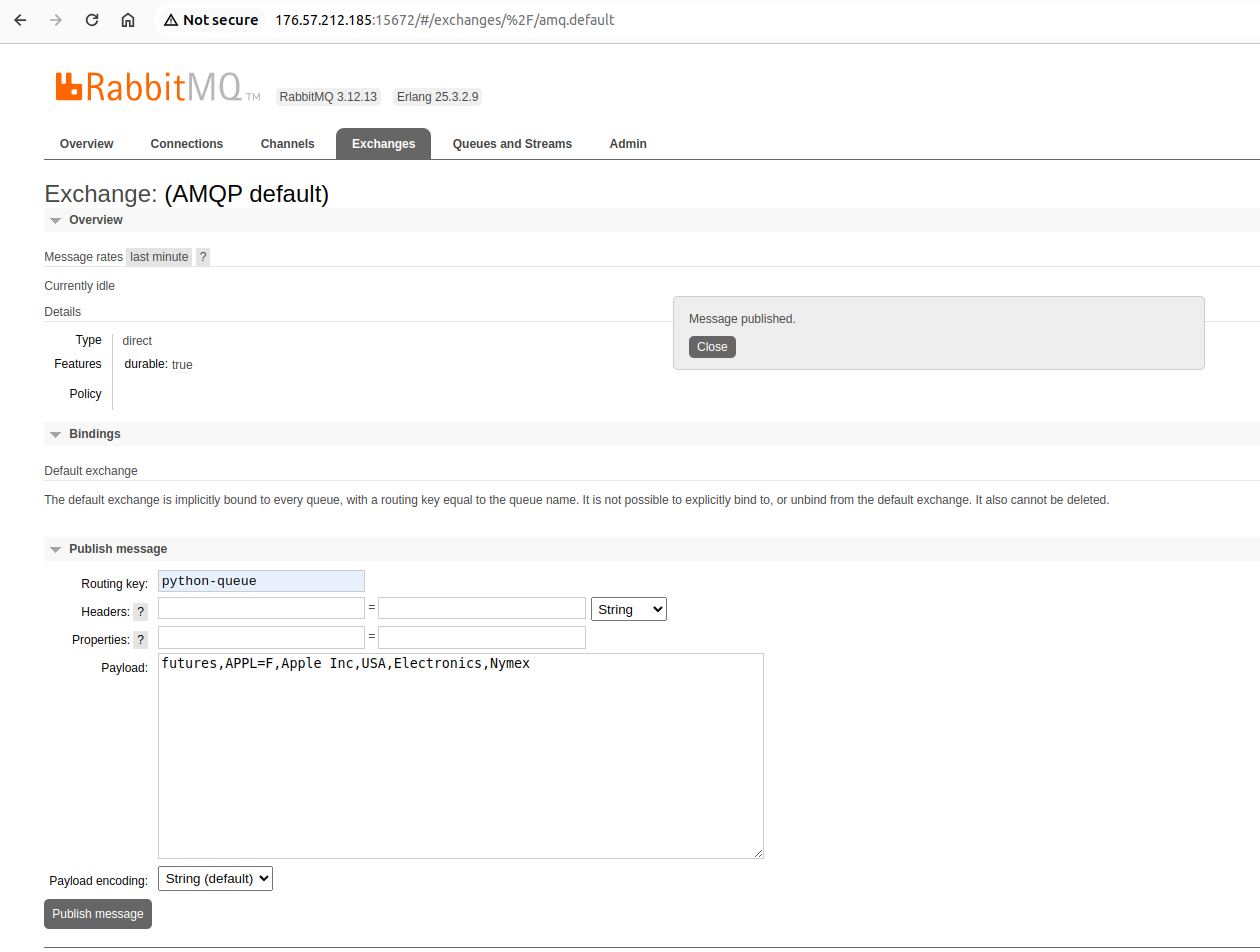 Not secure 176.57.212.185:15672/#/exchanges/%2F/amq.default
RabbitMQ TM RabbitMQ 3.12.13 Erlang 25.3.2.9
Overview Connections Channels Exchanges Queues and Streams Admin
Exchange: (AMQP default)
Overview
Message rates last minute ?
Currently idle
Details
Message published.
Close
Type direct
Features durable: true
Policy
Bindings
Default exchange
The default exchange is implicitly bound to every queue, with a routing key equal to the queue name. It is not possible to explicitly bind to, or unbind from the default exchange. It also cannot be deleted.
Publish message
Routing key: python-queue
Headers: ? = String
Properties: ? =
Payload: futures,APPL=F,Apple Inc,USA,Electronics,Nymex
Payload encoding: String (default)
Publish message